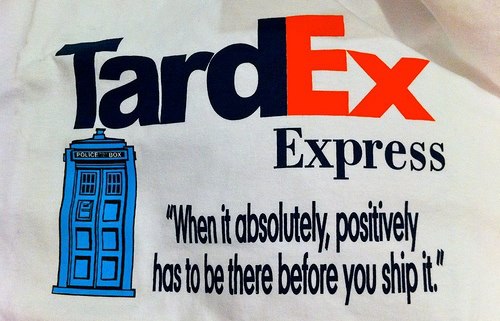 TardEx
Express
POLICE BOX
"When it absolutely, positively
has to be there before you ship it."